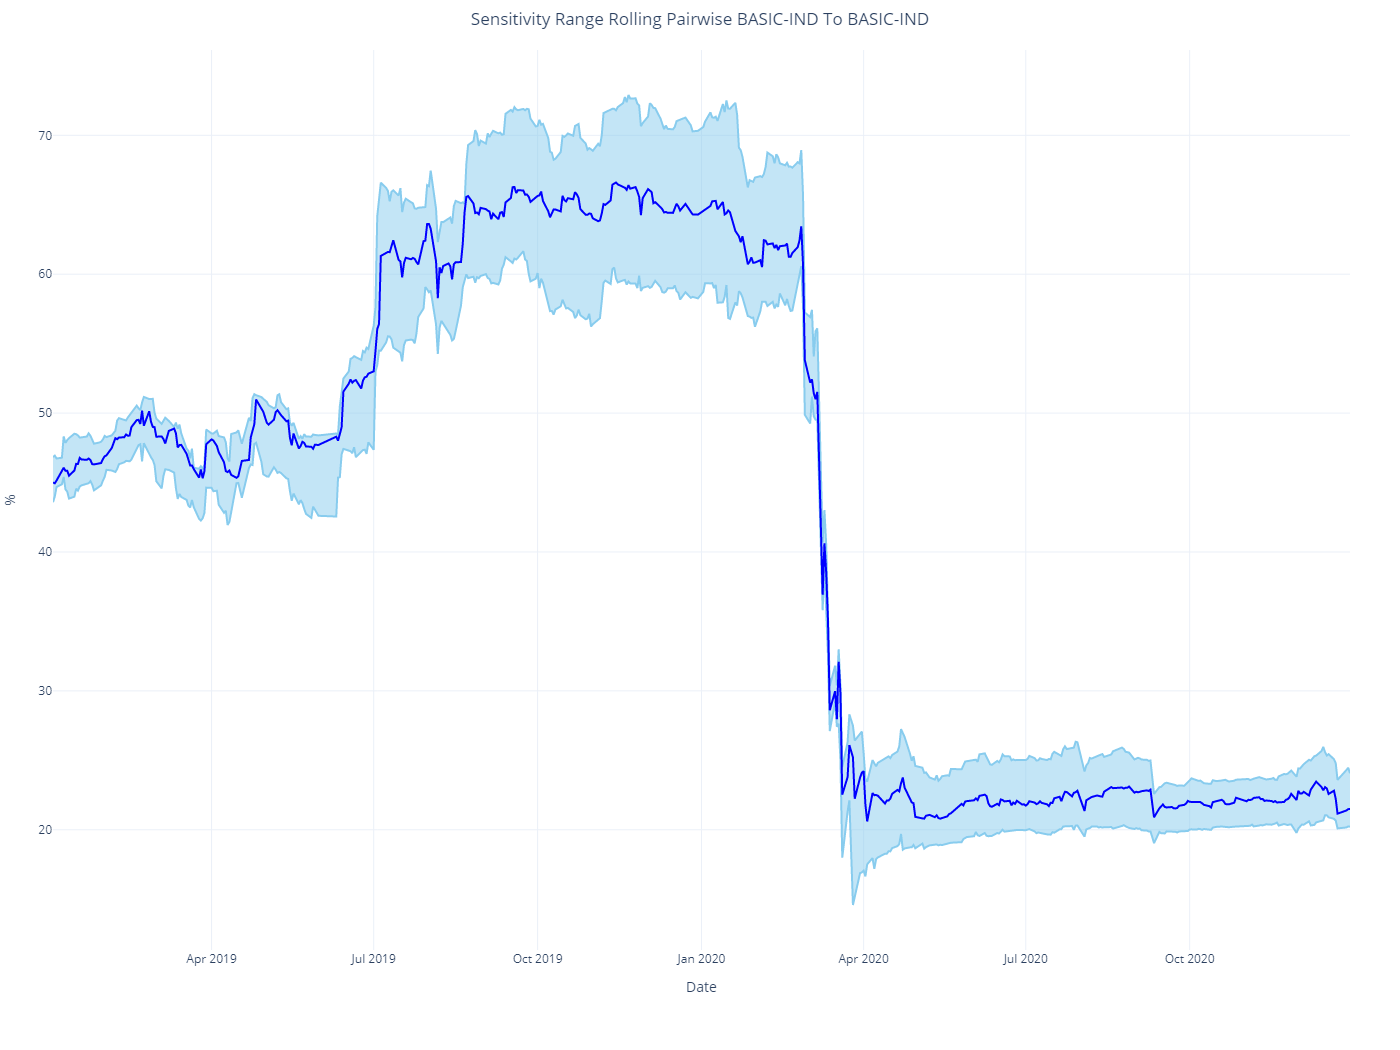 Sensitivity Range Rolling Pairwise BASIC-IND To BASIC-IND
70
60
50
40
30
20
%
Apr 2019
Jul 2019
Oct 2019
Jan 2020
Apr 2020
Jul 2020
Oct 2020
Date